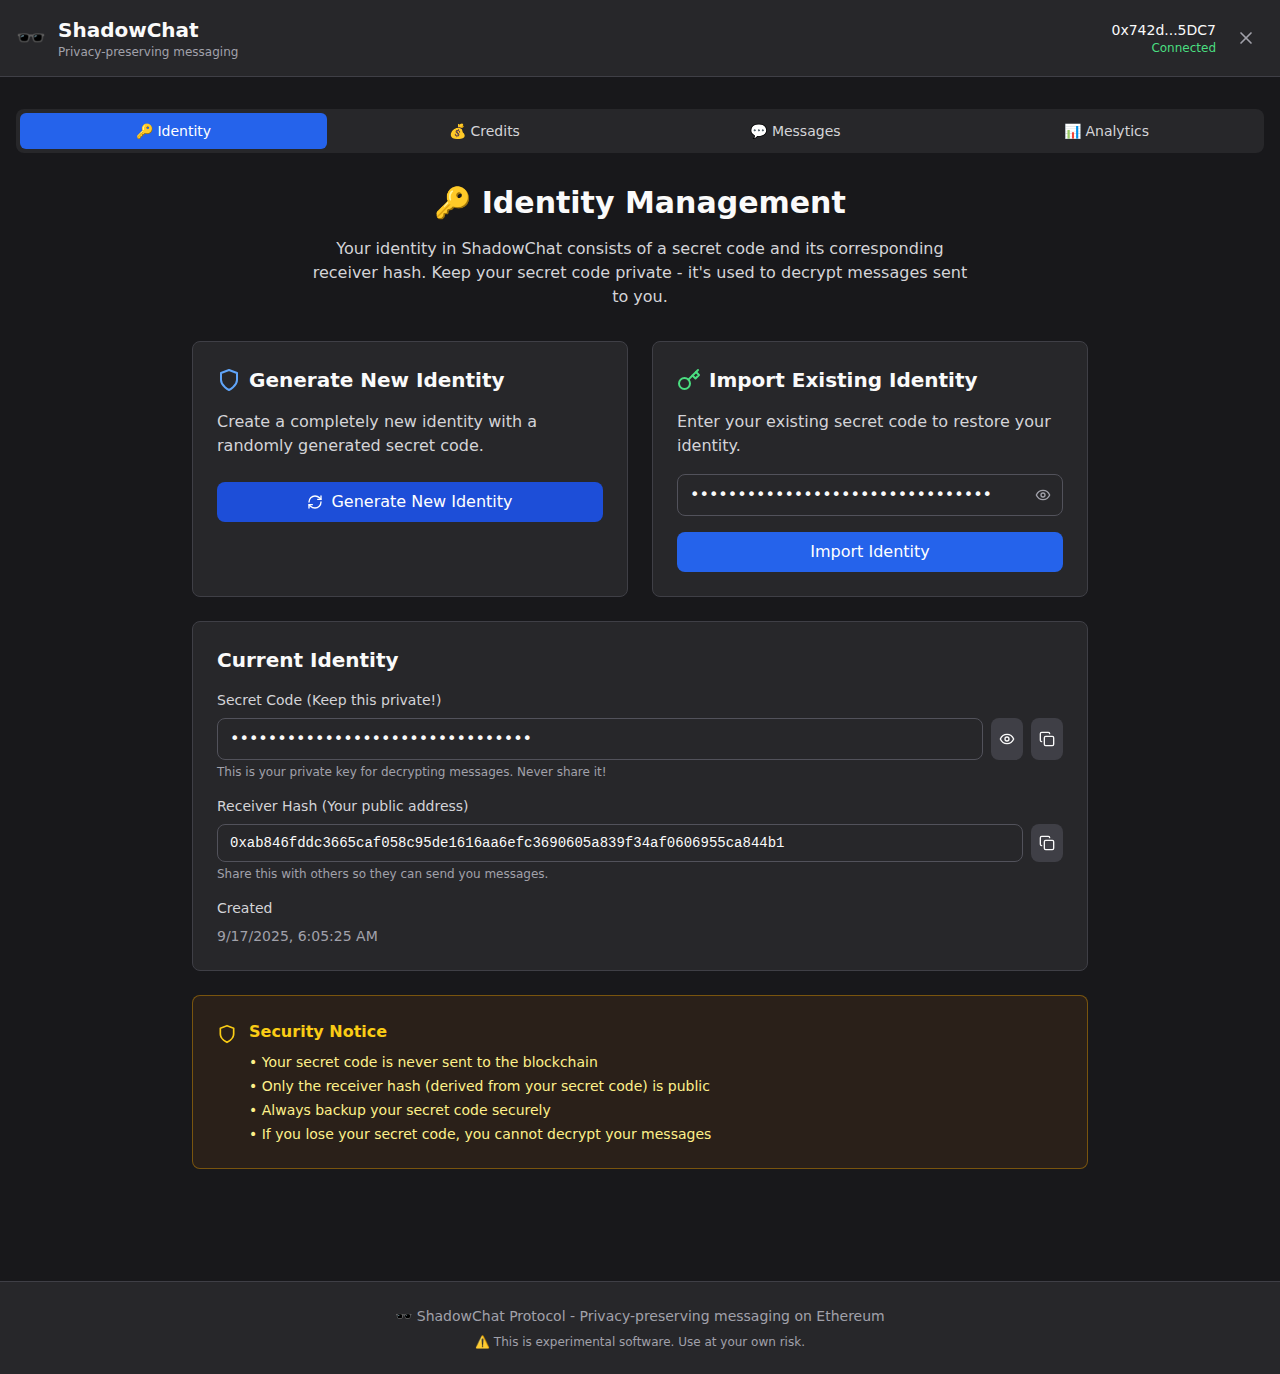 ShadowChat
Privacy-preserving messaging
0x742d...5DC7
Connected
🔑 Identity
💰 Credits
💬 Messages
📊 Analytics
🔑 Identity Management
Your identity in ShadowChat consists of a secret code and its corresponding
receiver hash. Keep your secret code private - it's used to decrypt messages sent
to you.
Generate New Identity
Create a completely new identity with a
randomly generated secret code.
Generate New Identity
Import Existing Identity
Enter your existing secret code to restore your
identity.
••••••••••••••••••••••••••••••••
Import Identity
Current Identity
Secret Code (Keep this private!)
••••••••••••••••••••••••••••••••
This is your private key for decrypting messages. Never share it!
Receiver Hash (Your public address)
0xab846fddc3665caf058c95de1616aa6efc3690605a839f34af0606955ca844b1
Share this with others so they can send you messages.
Created
9/17/2025, 6:05:25 AM
Security Notice
• Your secret code is never sent to the blockchain
• Only the receiver hash (derived from your secret code) is public
• Always backup your secret code securely
• If you lose your secret code, you cannot decrypt your messages
🕶️ ShadowChat Protocol - Privacy-preserving messaging on Ethereum
⚠️ This is experimental software. Use at your own risk.